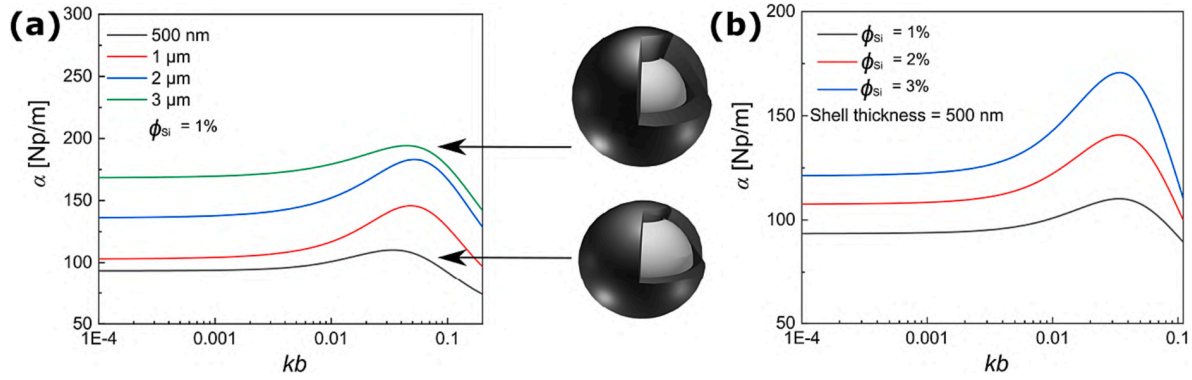 (a)
300
250
200
150
100
50
α [Np/m]
500 nm
1 µm
2 µm
3 µm
ϕSi = 1%
1E-4
0.001
0.01
0.1
kb
(b)
200
150
100
50
α [Np/m]
ϕSi = 1%
ϕSi = 2%
ϕSi = 3%
Shell thickness = 500 nm
1E-4
0.001
0.01
0.1
kb